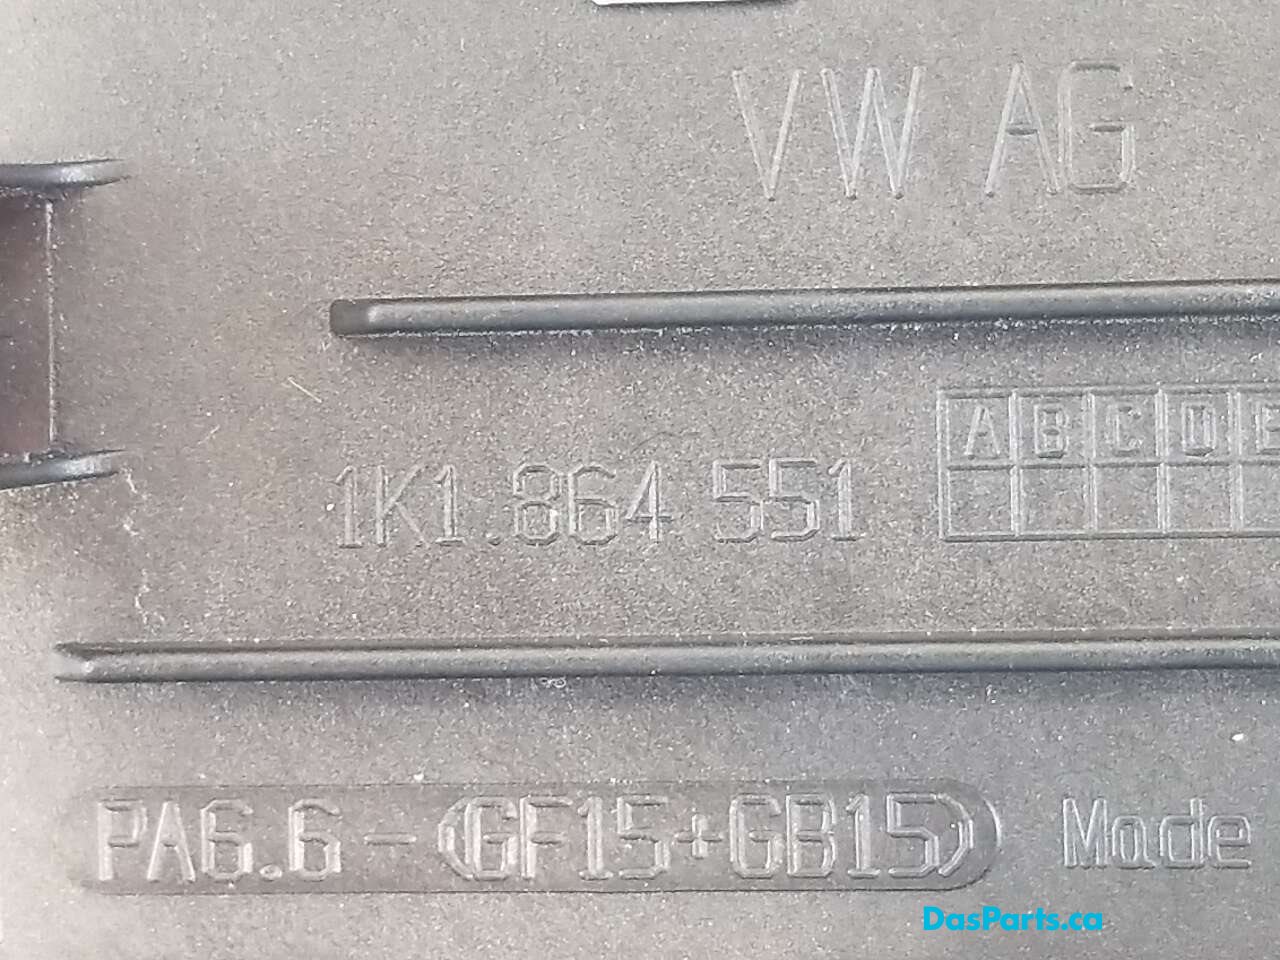 VW AG
A B C D E
1K1.864 551
PA6.6-(GF15+GB15) Made
DasParts.ca